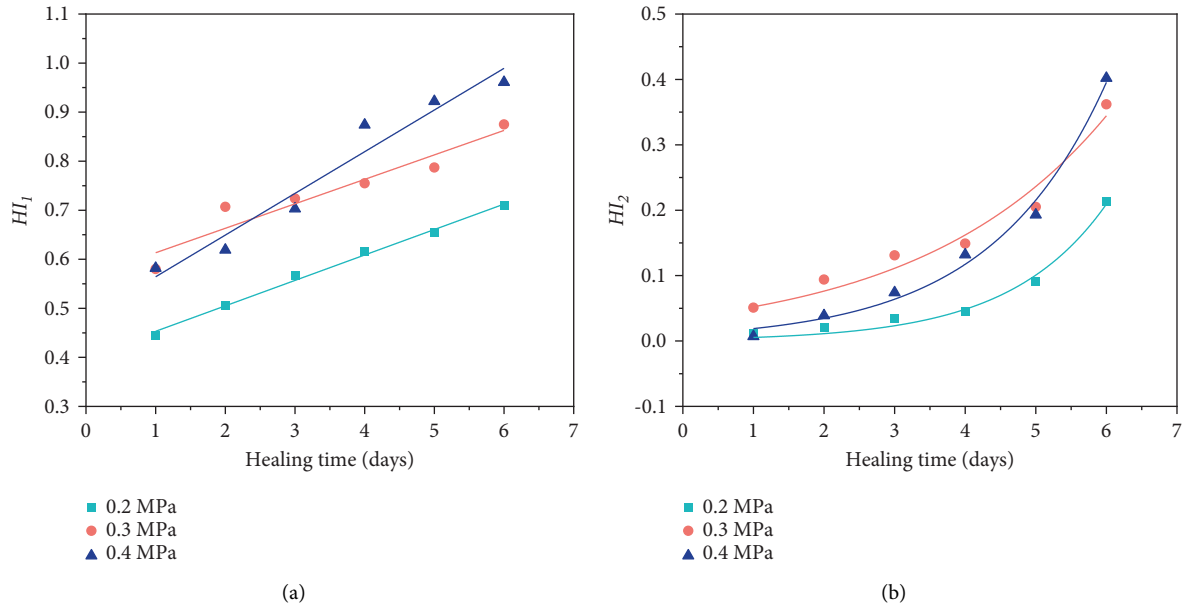 1.1
1.0
0.9
0.8
0.7
0.6
0.5
0.4
0.3
HI1
0 1 2 3 4 5 6 7
Healing time (days)
0.2 MPa
0.3 MPa
0.4 MPa
(a)
0.5
0.4
0.3
0.2
0.1
0.0
-0.1
HI2
0 1 2 3 4 5 6 7
Healing time (days)
0.2 MPa
0.3 MPa
0.4 MPa
(b)